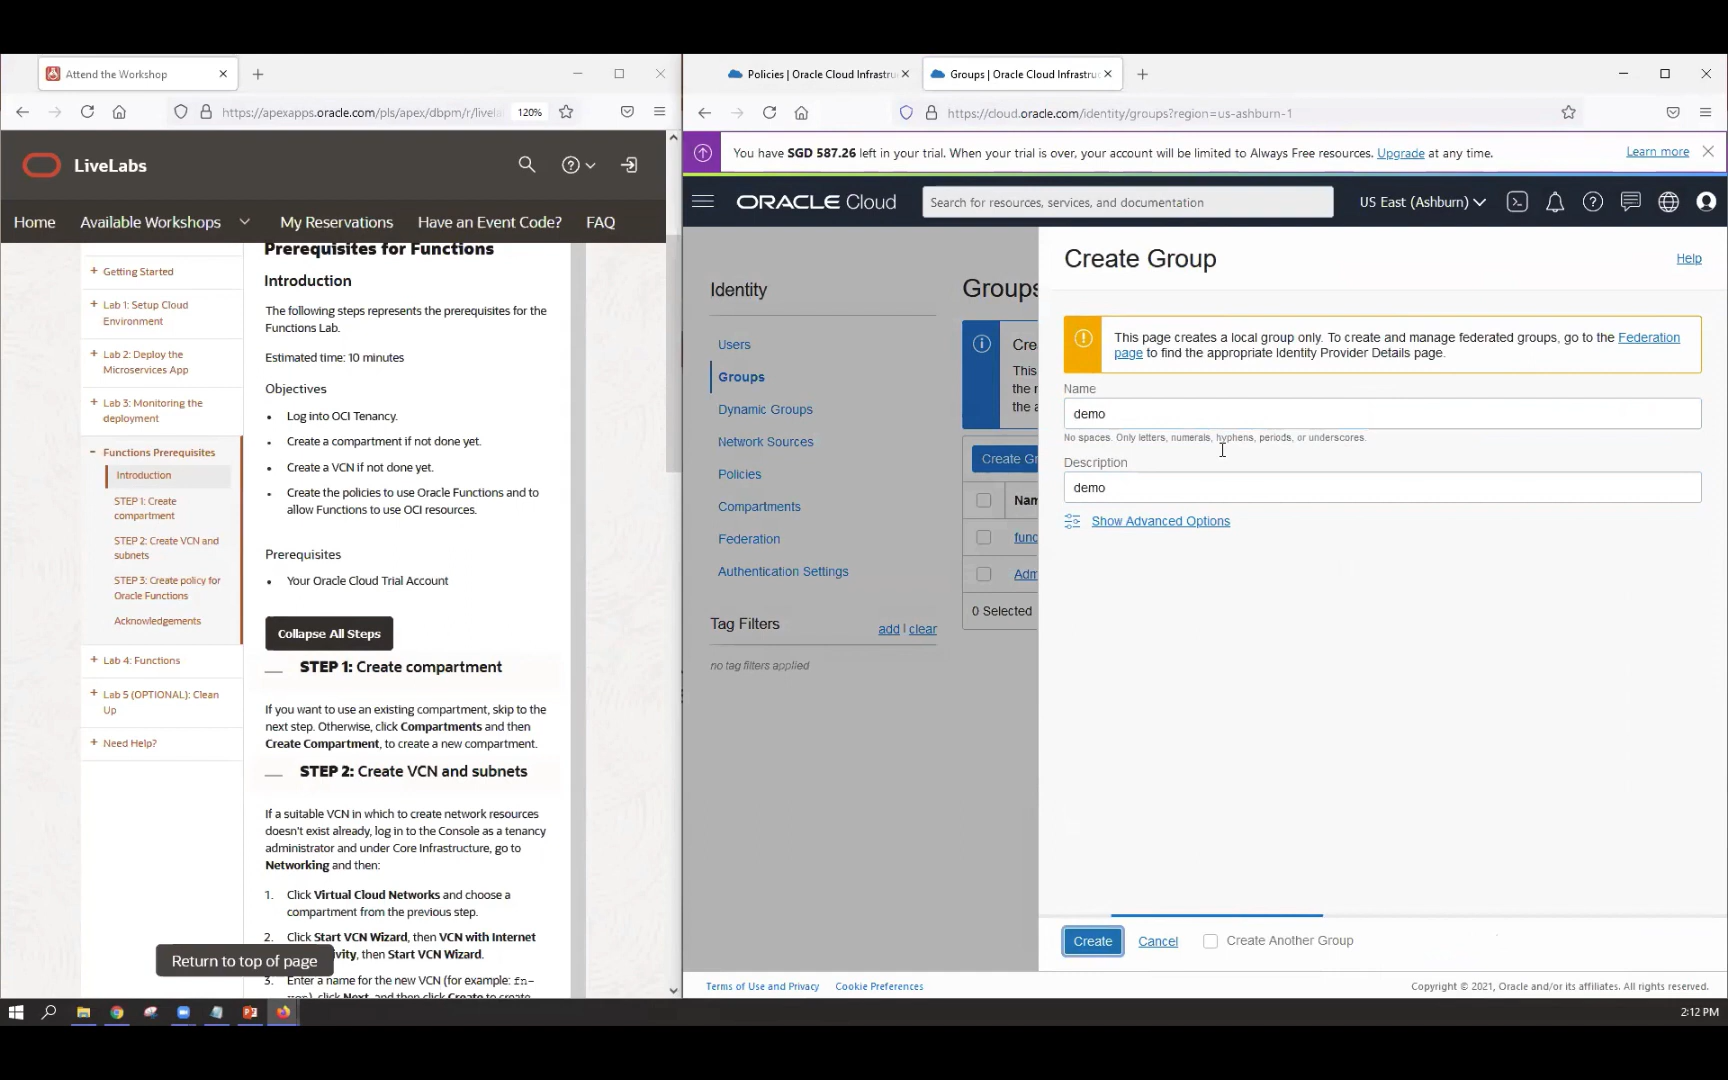 Attend the Workshop
https://apexapps.oracle.com/pls/apex/dbpm/r/livela
120%
LiveLabs
Home
Available Workshops
My Reservations
Have an Event Code?
FAQ
+ Getting Started
+ Lab 1: Setup Cloud
Environment
+ Lab 2: Deploy the
Microservices App
+ Lab 3: Monitoring the
deployment
− Functions Prerequisites
Introduction
STEP 1: Create
compartment
STEP 2: Create VCN and
subnets
STEP 3: Create policy for
Oracle Functions
Acknowledgements
+ Lab 4: Functions
+ Lab 5 (OPTIONAL): Clean
Up
+ Need Help?
Prerequisites for Functions
Introduction
The following steps represents the prerequisites for the
Functions Lab.
Estimated time: 10 minutes
Objectives
• Log into OCI Tenancy.
• Create a compartment if not done yet.
• Create a VCN if not done yet.
• Create the policies to use Oracle Functions and to
allow Functions to use OCI resources.
Prerequisites
• Your Oracle Cloud Trial Account
Collapse All Steps
STEP 1: Create compartment
If you want to use an existing compartment, skip to the
next step. Otherwise, click Compartments and then
Create Compartment, to create a new compartment.
STEP 2: Create VCN and subnets
If a suitable VCN in which to create network resources
doesn't exist already, log in to the Console as a tenancy
administrator and under Core Infrastructure, go to
Networking and then:
1. Click Virtual Cloud Networks and choose a
compartment from the previous step.
2. Click Start VCN Wizard, then VCN with Internet
ivity, then Start VCN Wizard.
3. Enter a name for the new VCN (for example: fn-
click Next, and then click Create to create
Return to top of page
Policies | Oracle Cloud Infrastru
Groups | Oracle Cloud Infrastru
https://cloud.oracle.com/identity/groups?region=us-ashburn-1
You have SGD 587.26 left in your trial. When your trial is over, your account will be limited to Always Free resources. Upgrade at any time.
Learn more
ORACLE Cloud
Search for resources, services, and documentation
US East (Ashburn)
Identity
Users
Groups
Dynamic Groups
Network Sources
Policies
Compartments
Federation
Authentication Settings
Tag Filters
add | clear
no tag filters applied
Groups
Cre
This
the r
the a
Create Gr
Nam
func
Adm
0 Selected
Create Group
Help
This page creates a local group only. To create and manage federated groups, go to the Federation
page to find the appropriate Identity Provider Details page.
Name
demo
No spaces. Only letters, numerals, hyphens, periods, or underscores.
Description
demo
Show Advanced Options
Create
Cancel
Create Another Group
Terms of Use and Privacy
Cookie Preferences
Copyright © 2021, Oracle and/or its affiliates. All rights reserved.
2:12 PM